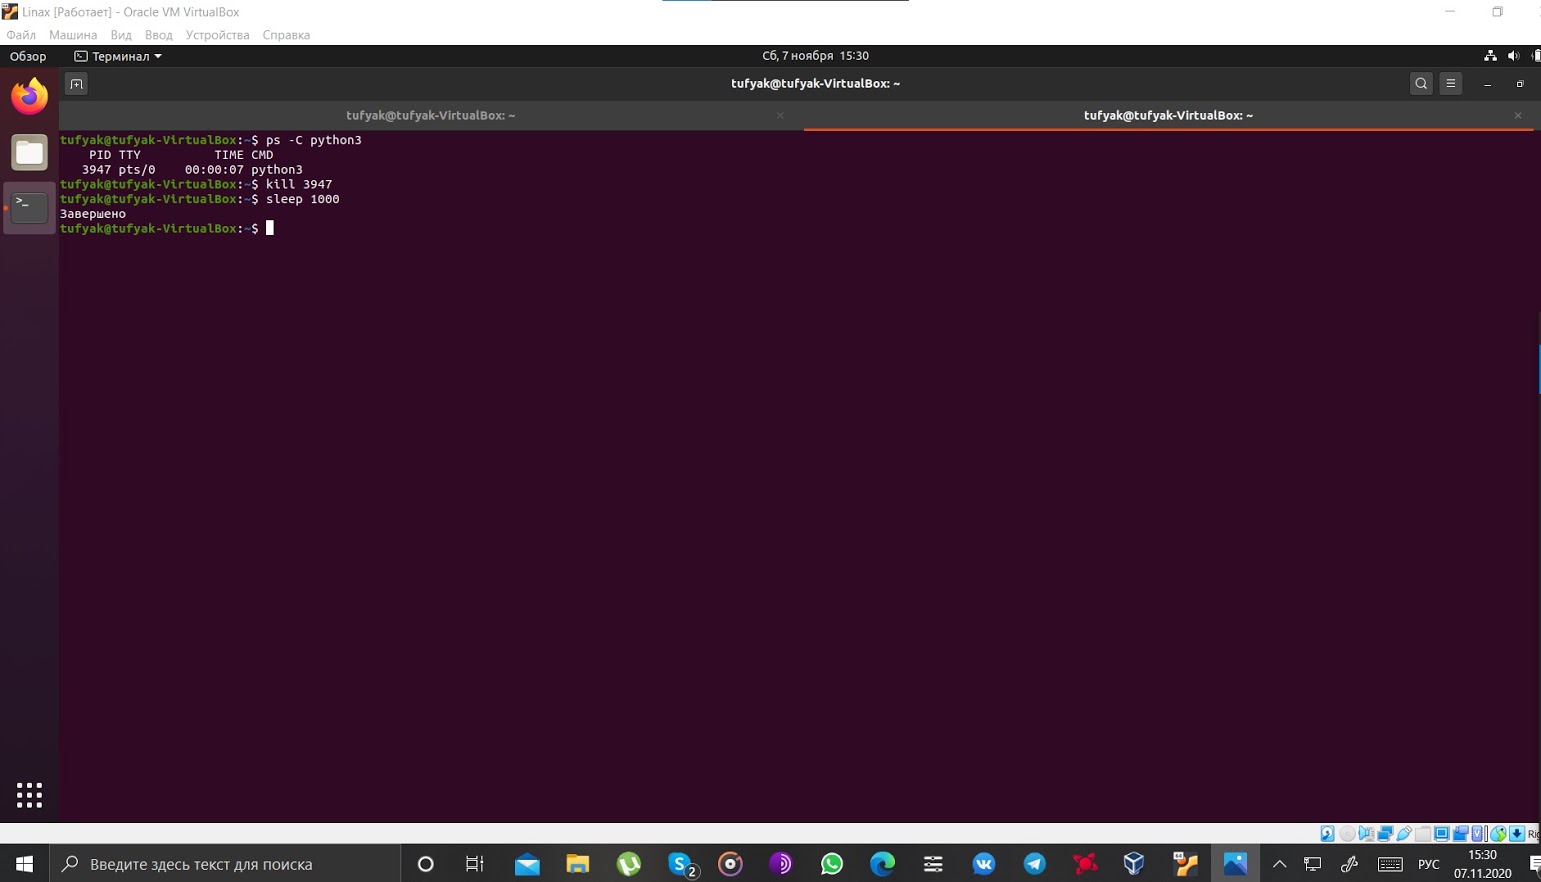 Linax [Работает] - Oracle VM VirtualBox
Файл Машина Вид Ввод Устройства Справка
Обзор Терминал Сб, 7 ноября 15:30
tufyak@tufyak-VirtualBox: ~
tufyak@tufyak-VirtualBox: ~ tufyak@tufyak-VirtualBox: ~
tufyak@tufyak-VirtualBox:~$ ps -C python3
PID TTY TIME CMD
3947 pts/0 00:00:07 python3
tufyak@tufyak-VirtualBox:~$ kill 3947
tufyak@tufyak-VirtualBox:~$ sleep 1000
Завершено
tufyak@tufyak-VirtualBox:~$
Введите здесь текст для поиска
2
РУС
15:30
07.11.2020